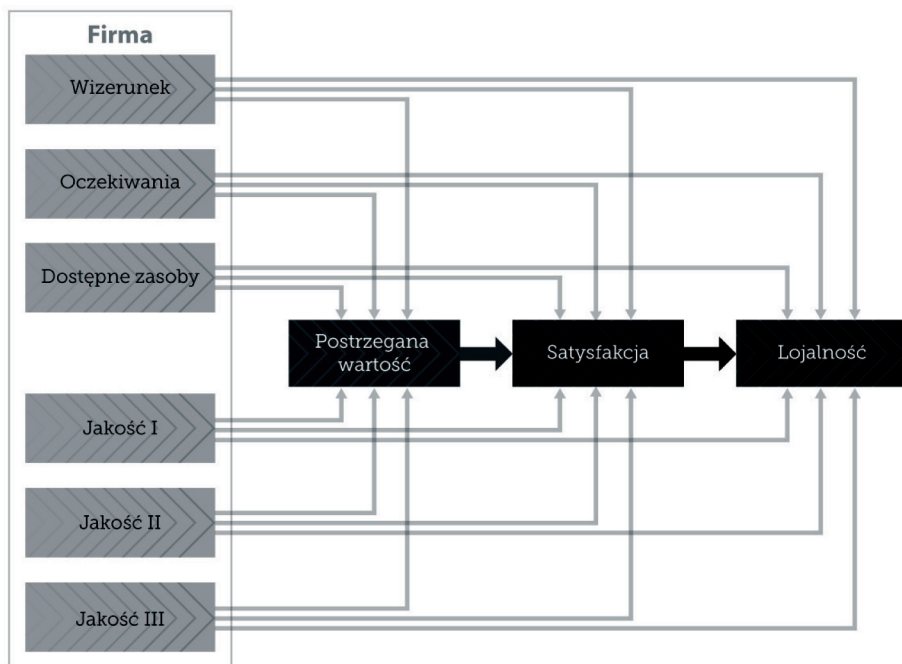 Firma
Wizerunek
Oczekiwania
Dostępne zasoby
Postrzegana
wartość
Satysfakcja
Lojalność
Jakość I
Jakość II
Jakość III